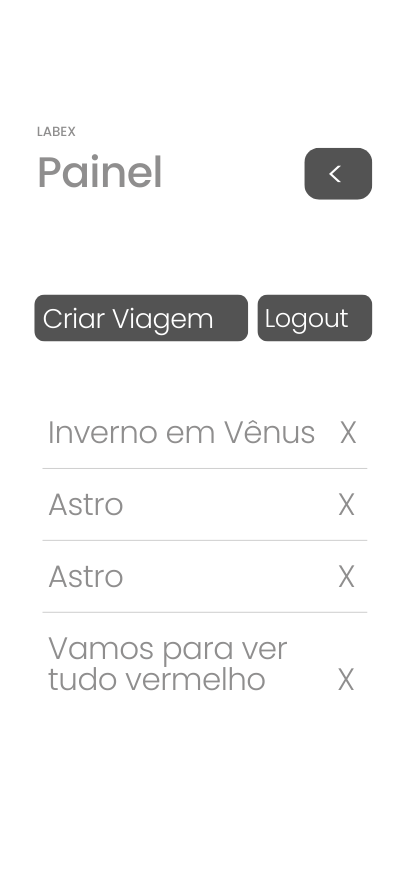 LABEX
Painel
<
Criar Viagem
Logout
Inverno em Vênus X
Astro X
Astro X
Vamos para ver
tudo vermelho X